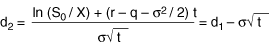 d₂ = ln (S₀ / X) + (r – q – σ² / 2) t / σ√t = d₁ – σ√t